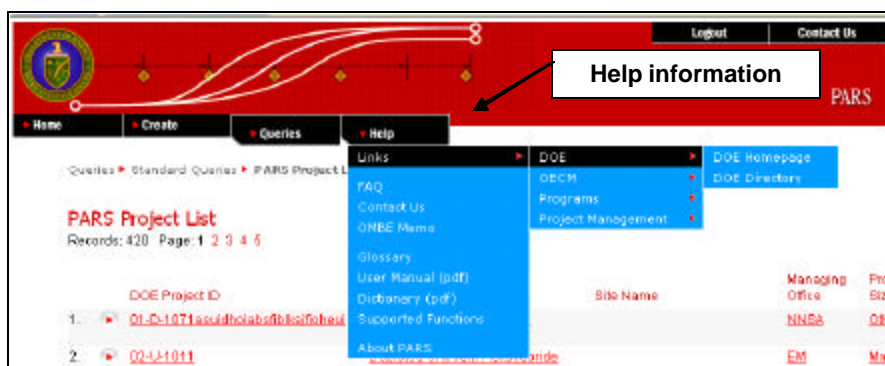 Logout Contact Us
Help information
PARS
Home Create Queries Help
Links DOE DOE Homepage
Queries Standard Queries PARS Project L
OECM DOE Directory
FAQ
Programs
Contact Us
Project Management
PARS Project List
OMBE Memo
Records: 420 Page: 1 2 3 4 5
Glossary
User Manual (pdf)
Managing
DOE Project ID
Dictionary (pdf)
Site Name
Office
1. Supported Functions
NNSA
About PARS
2. 02-U-1011
EM